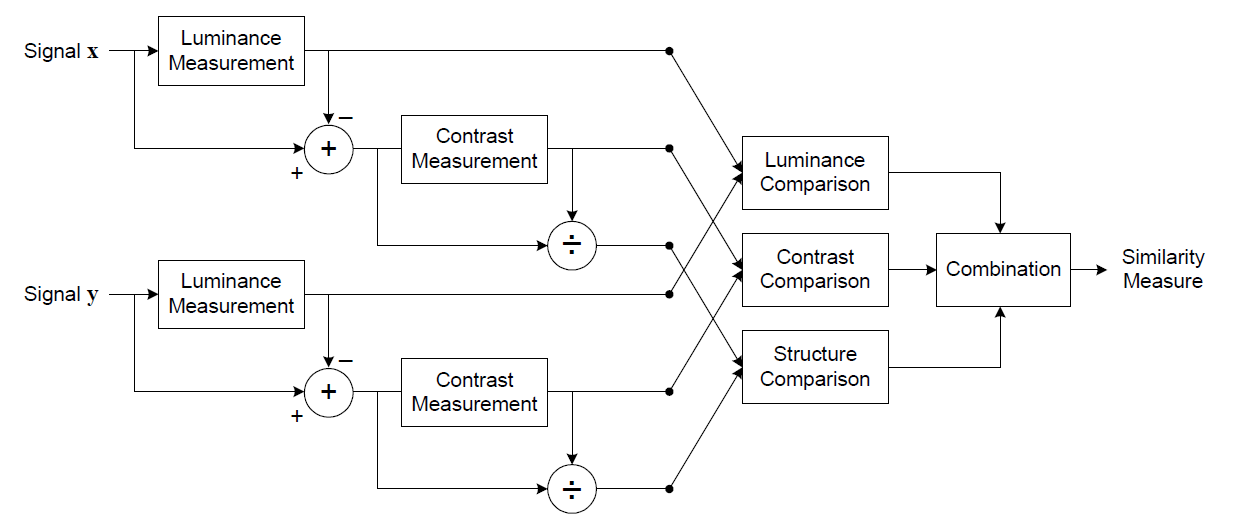 Signal x
Luminance
Measurement
−
+
+
Contrast
Measurement
÷
Signal y
Luminance
Measurement
−
+
+
Contrast
Measurement
÷
Luminance
Comparison
Contrast
Comparison
Structure
Comparison
Combination
Similarity
Measure